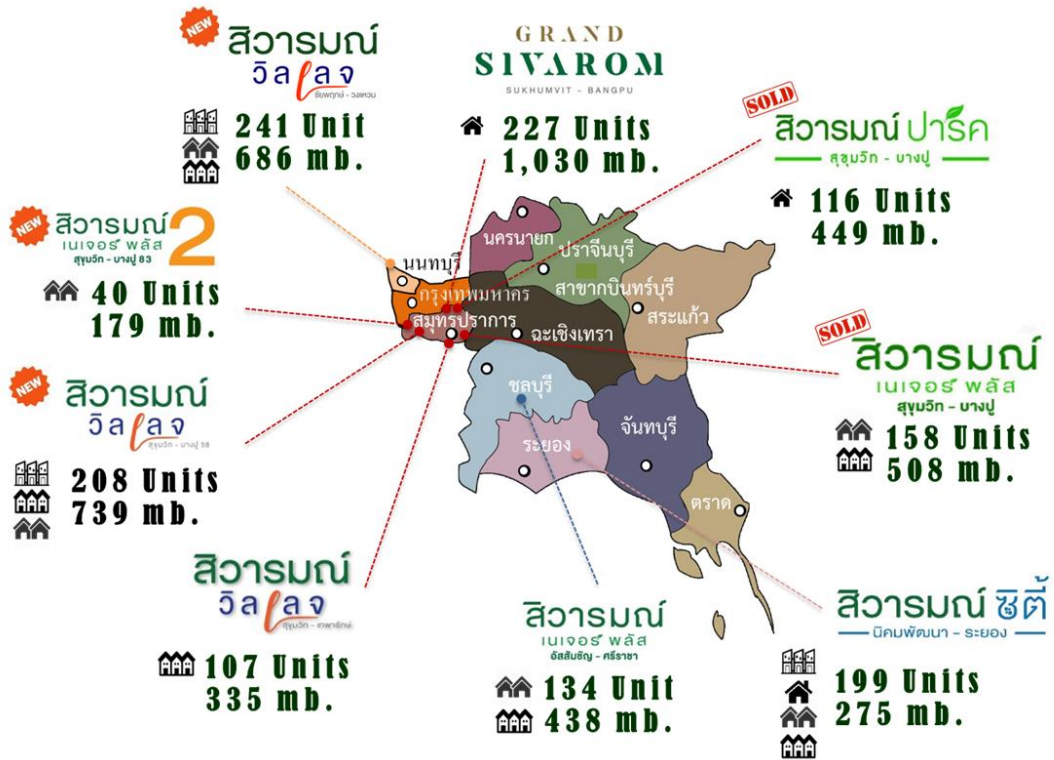 NEW
สิวารมณ์
วิลเลจ
ชัยพฤกษ์ - วงแหวน
241 Unit
686 mb.
GRAND
SIVAROM
SUKHUMVIT - BANGPU
227 Units
1,030 mb.
SOLD
สิวารมณ์ ปาร์ค
สุขุมวิท - บางปู
116 Units
449 mb.
NEW
สิวารมณ์ 2
เนเจอร์ พลัส
สุขุมวิท - บางปู 83
40 Units
179 mb.
นนทบุรี
กรุงเทพมหาคร
สมุทรปราการ
นครนายก
ปราจีนบุรี
สาขากบินทร์บุรี
สระแก้ว
ฉะเชิงเทรา
ชลบุรี
ระยอง
จันทบุรี
ตราด
SOLD
สิวารมณ์
เนเจอร์ พลัส
สุขุมวิท - บางปู
158 Units
508 mb.
NEW
สิวารมณ์
วิลเลจ
สุขุมวิท - บางปู 58
208 Units
739 mb.
สิวารมณ์
วิลเลจ
สุขุมวิท - เทพารักษ์
107 Units
335 mb.
สิวารมณ์
เนเจอร์ พลัส
อัสสัมชัญ - ศรีราชา
134 Unit
438 mb.
สิวารมณ์ ซิตี้
นิคมพัฒนา - ระยอง
199 Units
275 mb.